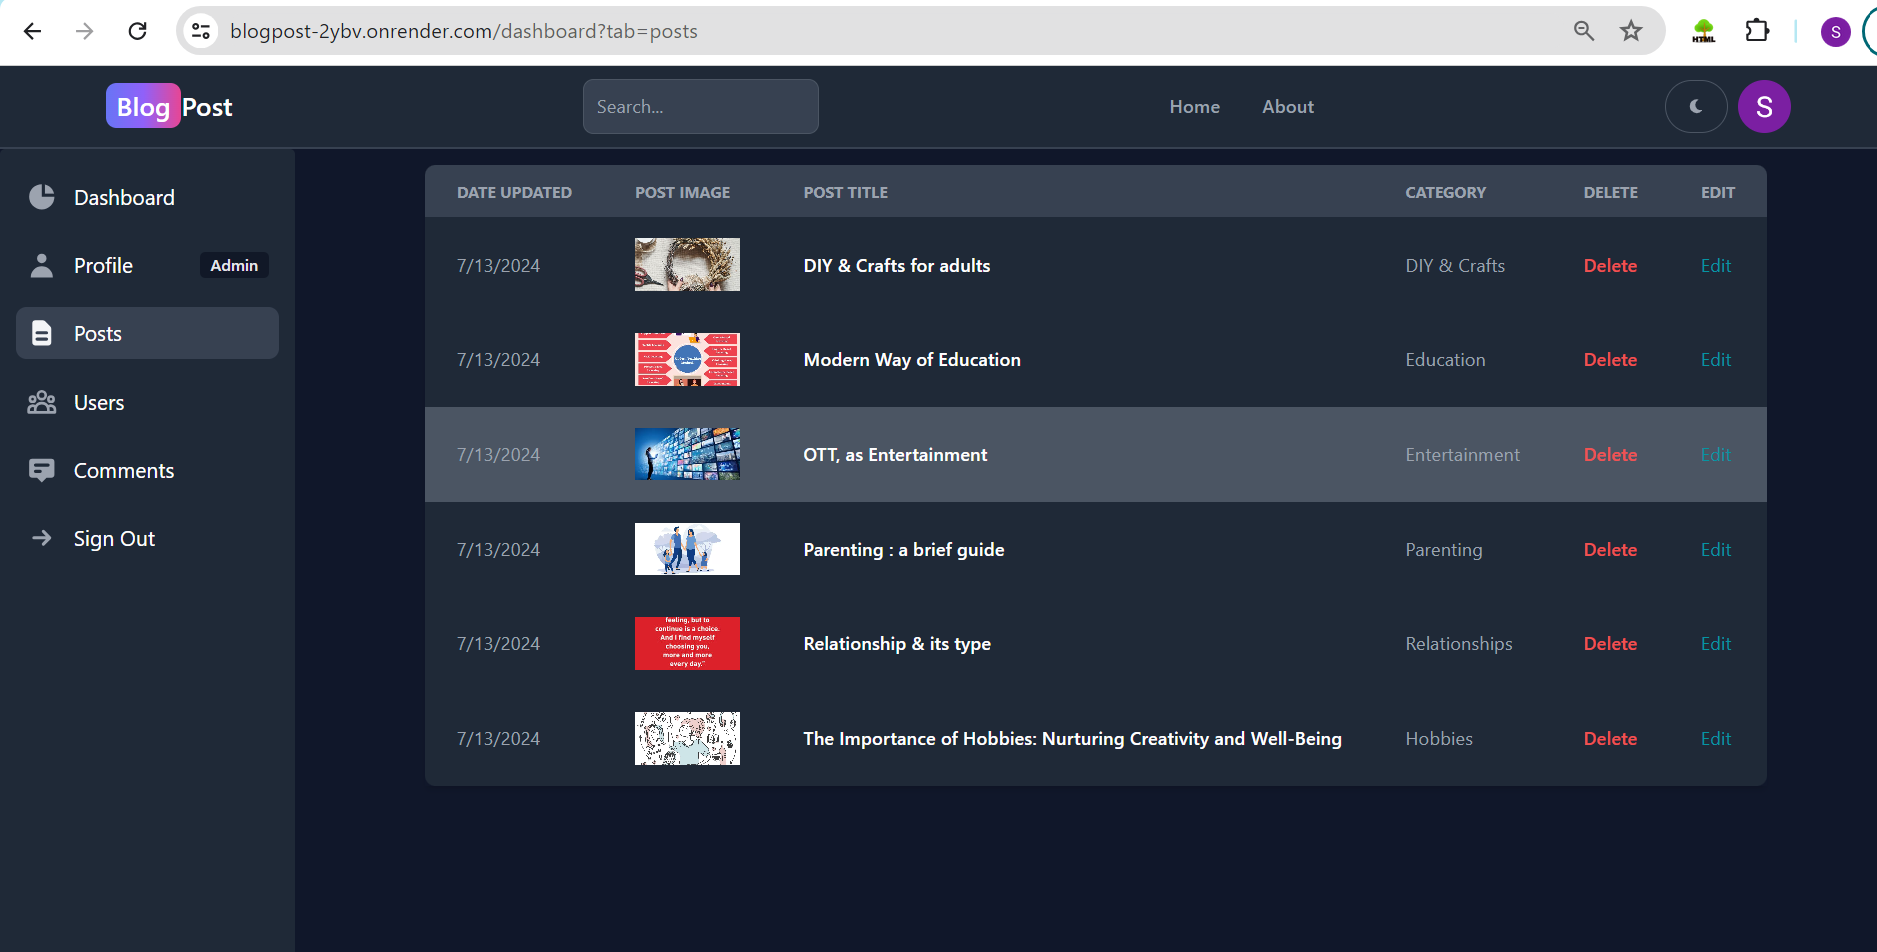 blogpost-2ybv.onrender.com/dashboard?tab=posts
HTML
S
Blog Post
Search...
Home
About
S
Dashboard
Profile Admin
Posts
Users
Comments
Sign Out
DATE UPDATED POST IMAGE POST TITLE CATEGORY DELETE EDIT
7/13/2024 DIY & Crafts for adults DIY & Crafts Delete Edit
7/13/2024 Modern Way of Education Education Delete Edit
7/13/2024 OTT, as Entertainment Entertainment Delete Edit
7/13/2024 Parenting : a brief guide Parenting Delete Edit
7/13/2024 Relationship & its type Relationships Delete Edit
feeling, but to
continue is a choice.
And I find myself
choosing you,
more and more
every day."
7/13/2024 The Importance of Hobbies: Nurturing Creativity and Well-Being Hobbies Delete Edit